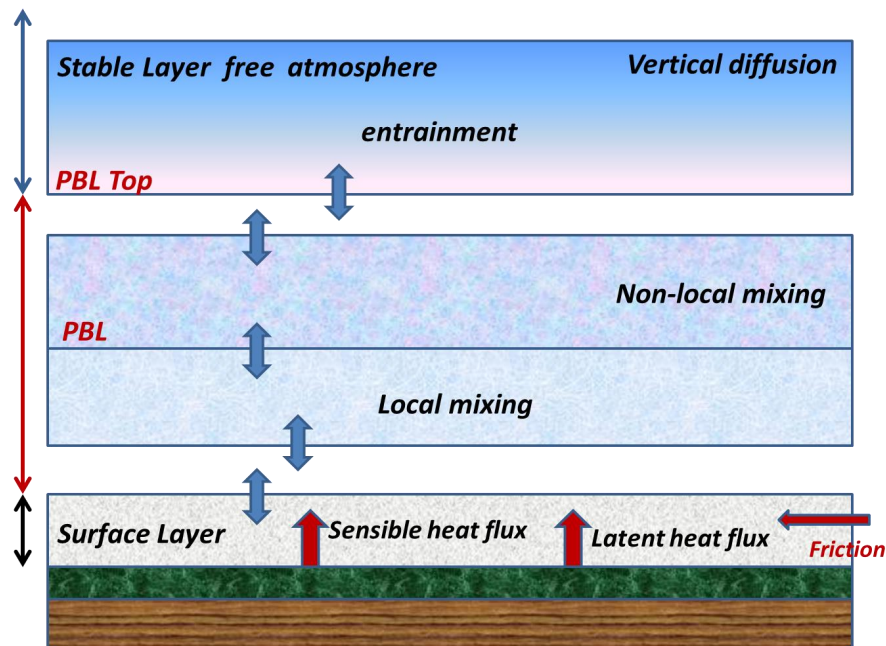 Stable Layer free atmosphere
Vertical diffusion
entrainment
PBL Top
Non-local mixing
PBL
Local mixing
Surface Layer
Sensible heat flux
Latent heat flux
Friction